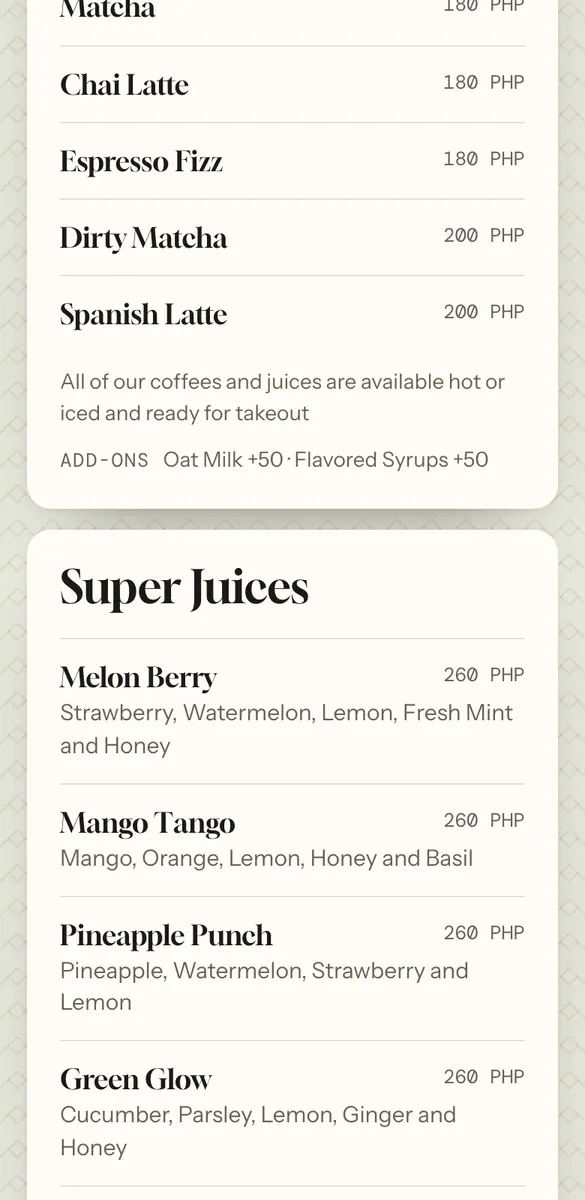 Matcha 180 PHP
Chai Latte 180 PHP
Espresso Fizz 180 PHP
Dirty Matcha 200 PHP
Spanish Latte 200 PHP
All of our coffees and juices are available hot or
iced and ready for takeout
ADD-ONS Oat Milk +50 · Flavored Syrups +50
Super Juices
Melon Berry 260 PHP
Strawberry, Watermelon, Lemon, Fresh Mint
and Honey
Mango Tango 260 PHP
Mango, Orange, Lemon, Honey and Basil
Pineapple Punch 260 PHP
Pineapple, Watermelon, Strawberry and
Lemon
Green Glow 260 PHP
Cucumber, Parsley, Lemon, Ginger and
Honey